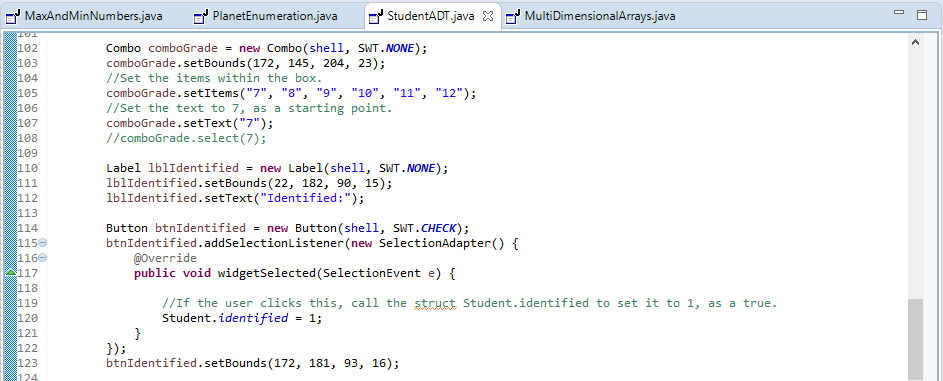 MaxAndMinNumbers.java PlanetEnumeration.java StudentADT.java MultiDimensionalArrays.java
101
102 Combo comboGrade = new Combo(shell, SWT.NONE);
103 comboGrade.setBounds(172, 145, 204, 23);
104 //Set the items within the box.
105 comboGrade.setItems("7", "8", "9", "10", "11", "12");
106 //Set the text to 7, as a starting point.
107 comboGrade.setText("7");
108 //comboGrade.select(7);
109
110 Label lblIdentified = new Label(shell, SWT.NONE);
111 lblIdentified.setBounds(22, 182, 90, 15);
112 lblIdentified.setText("Identified:");
113
114 Button btnIdentified = new Button(shell, SWT.CHECK);
115 btnIdentified.addSelectionListener(new SelectionAdapter() {
116 @Override
117 public void widgetSelected(SelectionEvent e) {
118
119 //If the user clicks this, call the struct Student.identified to set it to 1, as a true.
120 Student.identified = 1;
121 }
122 });
123 btnIdentified.setBounds(172, 181, 93, 16);
124